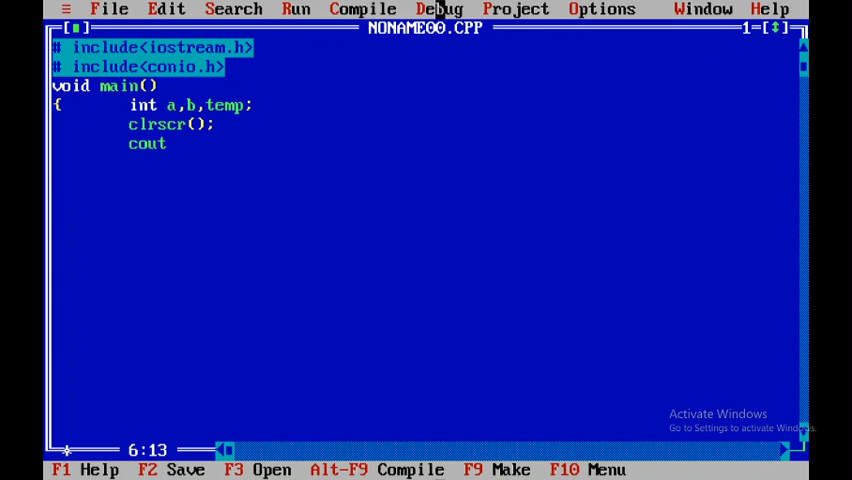 ≡ File Edit Search Run Compile Debug Project Options Window Help
[■] NONAME00.CPP 1=[↕]
# include<iostream.h>
# include<conio.h>
void main()
{ int a,b,temp;
clrscr();
cout
Activate Windows
Go to Settings to activate Windows.
6:13
F1 Help F2 Save F3 Open Alt-F9 Compile F9 Make F10 Menu